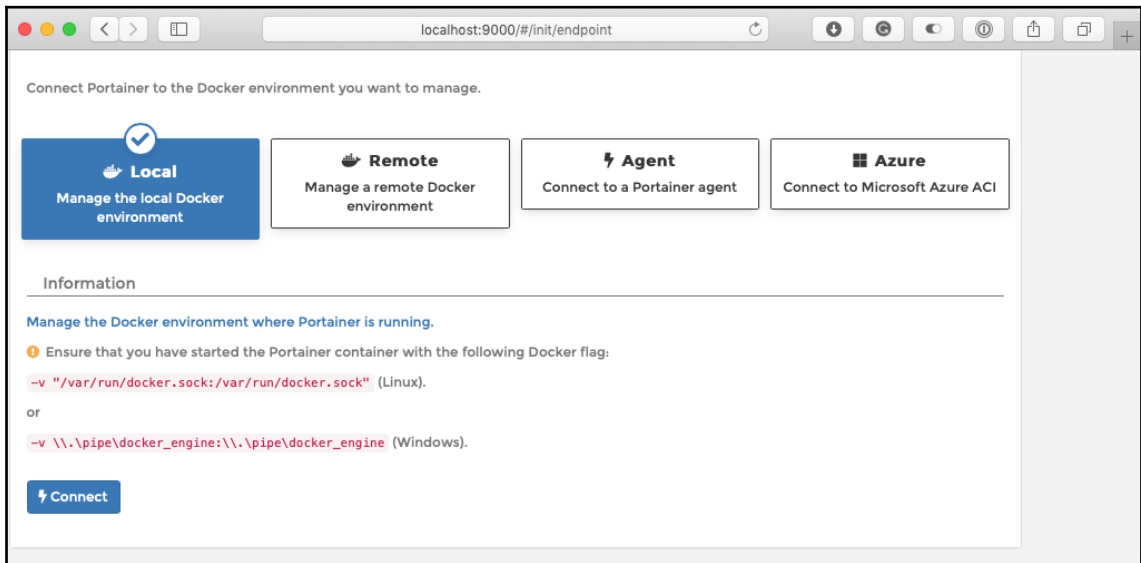 localhost:9000/#/init/endpoint
Connect Portainer to the Docker environment you want to manage.
Local
Manage the local Docker
environment
Remote
Manage a remote Docker
environment
Agent
Connect to a Portainer agent
Azure
Connect to Microsoft Azure ACI
Information
Manage the Docker environment where Portainer is running.
Ensure that you have started the Portainer container with the following Docker flag:
-v "/var/run/docker.sock:/var/run/docker.sock" (Linux).
or
-v \\.\pipe\docker_engine:\\.\pipe\docker_engine (Windows).
Connect